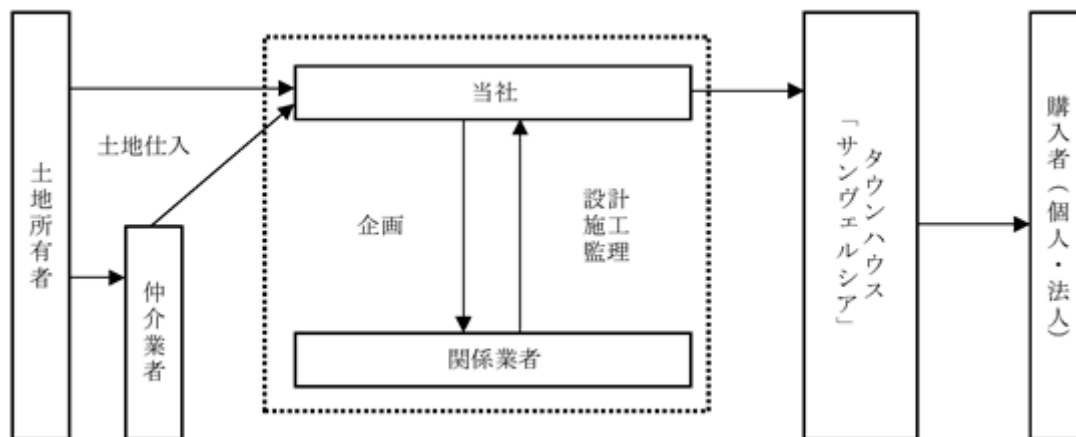 土地所有者
土地仕入
仲介業者
当社
企画
設計
施工
監理
関係業者
タウンハウス
「サンヴェルシア」
購入者(個人・法人)